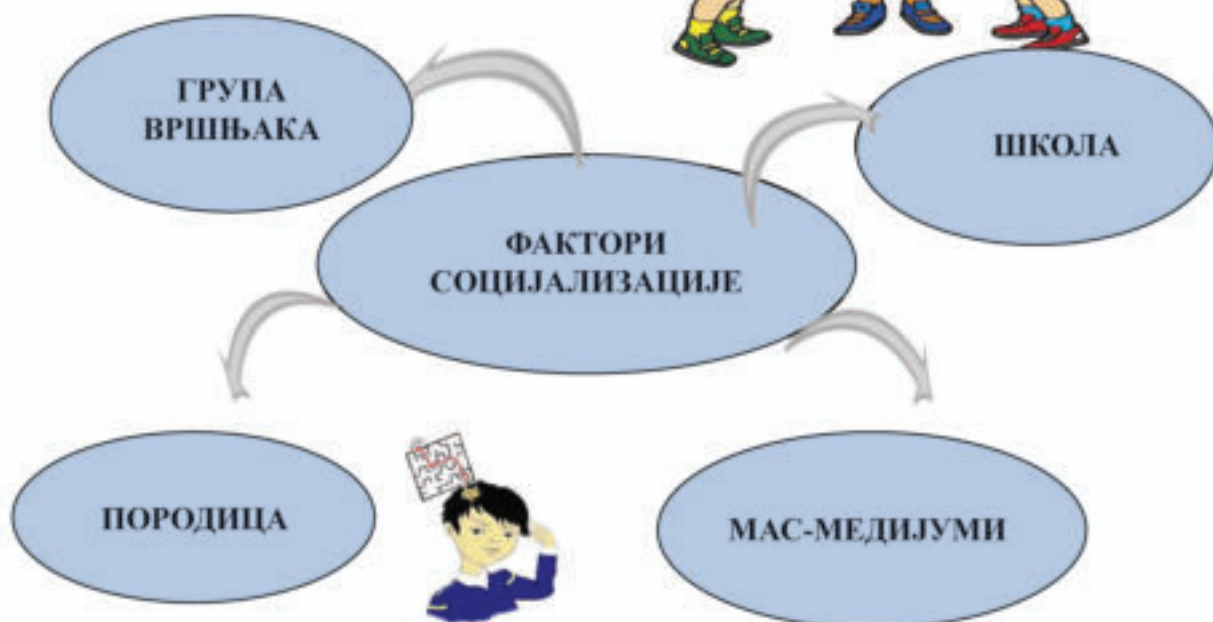 ГРУПА
ВРШЊАКА
ШКОЛА
ФАКТОРИ
СОЦИЈАЛИЗАЦИЈЕ
ПОРОДИЦА
МАС-МЕДИЈУМИ